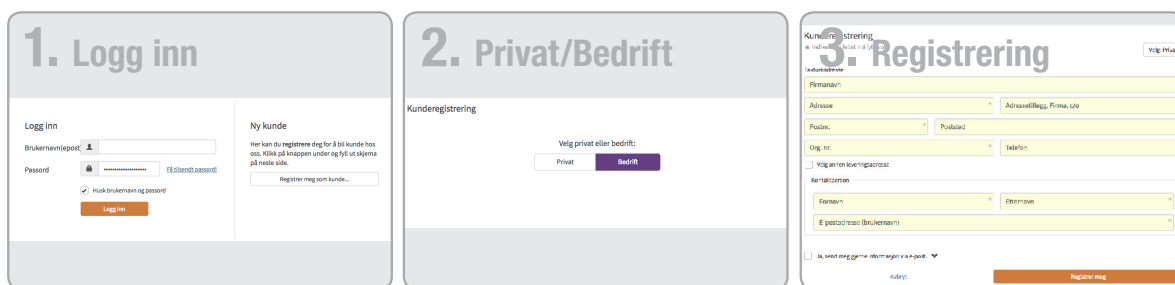 1. Logg inn
Logg inn
Brukernavn(epost)
Passord
Få tilsendt passord!
Husk brukernavn og passord
Logg inn
Ny kunde
Her kan du registrere deg for å bli kunde hos
oss. Klikk på knappen under og fyll ut skjema
på neste side.
Registrer meg som kunde...
2. Privat/Bedrift
Kunderegistrering
Velg privat eller bedrift:
Privat
Bedrift
3. Registrering
Kunderegistrering
Velg: Priva
Fakturaadresse
Firmanavn
Adresse *
Adressetillegg, Firma, c/o
Postnr. *
Poststed
Org. nr. *
Telefon
Velg annen leveringsadresse
Kontaktperson
Fornavn *
Etternavn *
E-postadresse (brukernavn) *
Ja, send meg gjerne informasjon via e-post.
Avbryt
Registrer meg